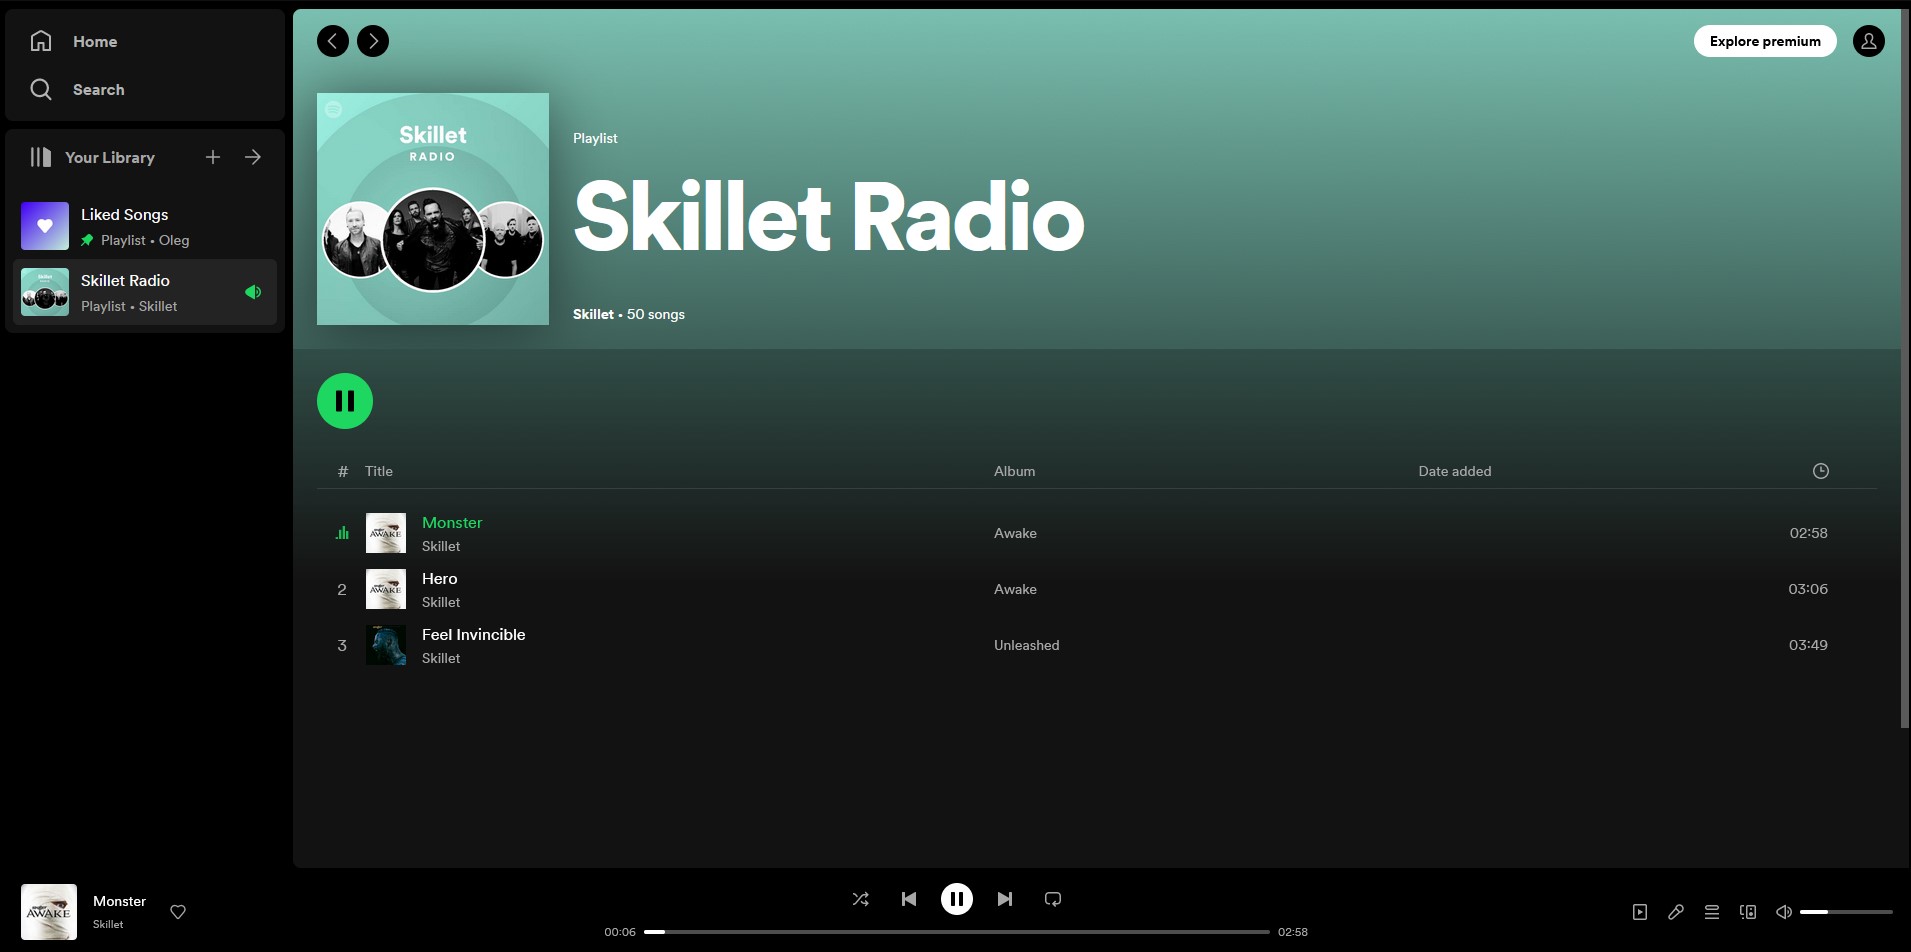 Home
Search
Your Library
Liked Songs
Playlist • Oleg
Skillet Radio
Playlist • Skillet
Explore premium
Skillet
RADIO
Playlist
Skillet Radio
Skillet • 50 songs
# Title Album Date added
Monster
Skillet
Awake
02:58
2
AWAKE
Hero
Skillet
Awake
03:06
3
Feel Invincible
Skillet
Unleashed
03:49
AWAKE
Monster
Skillet
00:06
02:58